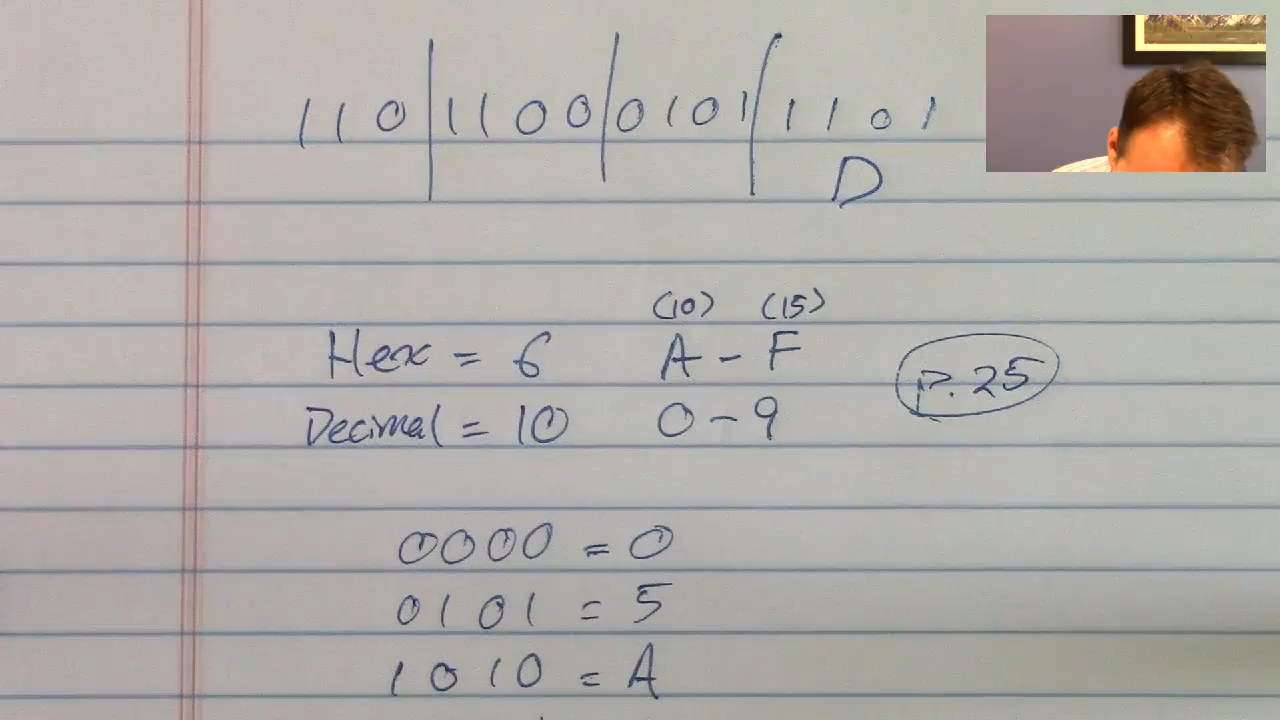 110|1100|0101|1101
D
(10) (15)
Hex = 6 A - F
p. 25
Decimal = 10 0 - 9
0000 = 0
0101 = 5
1010 = A